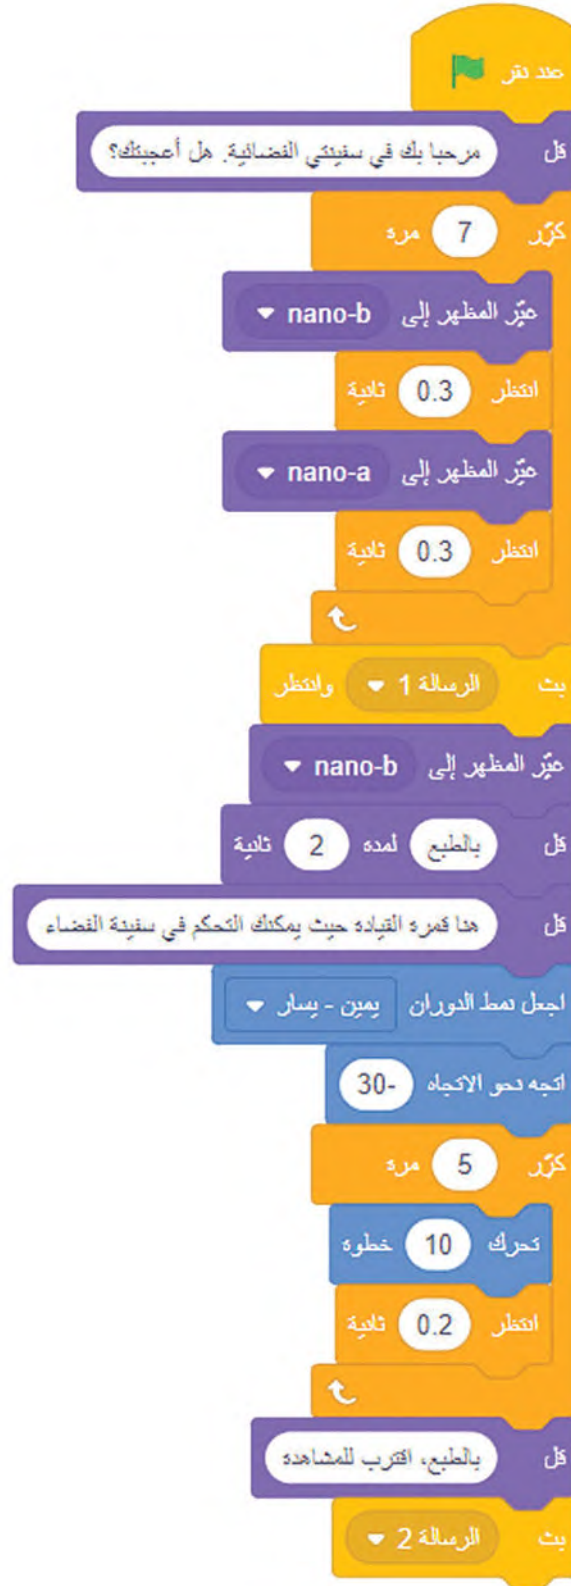 عند نقر
قل مرحبا بك في سفينتي الفضائية. هل أعجبتك؟
كرّر 7 مرة
غيّر المظهر إلى nano-b
انتظر 0.3 ثانية
غيّر المظهر إلى nano-a
انتظر 0.3 ثانية
بث الرسالة 1 وانتظر
غيّر المظهر إلى nano-b
قل بالطبع لمدة 2 ثانية
قل هنا قمرة القيادة حيث يمكنك التحكم في سفينة الفضاء
اجعل نمط الدوران يمين - يسار
اتجه نحو الاتجاه -30
كرّر 5 مرة
تحرك 10 خطوة
انتظر 0.2 ثانية
قل بالطبع، اقترب للمشاهدة
بث الرسالة 2